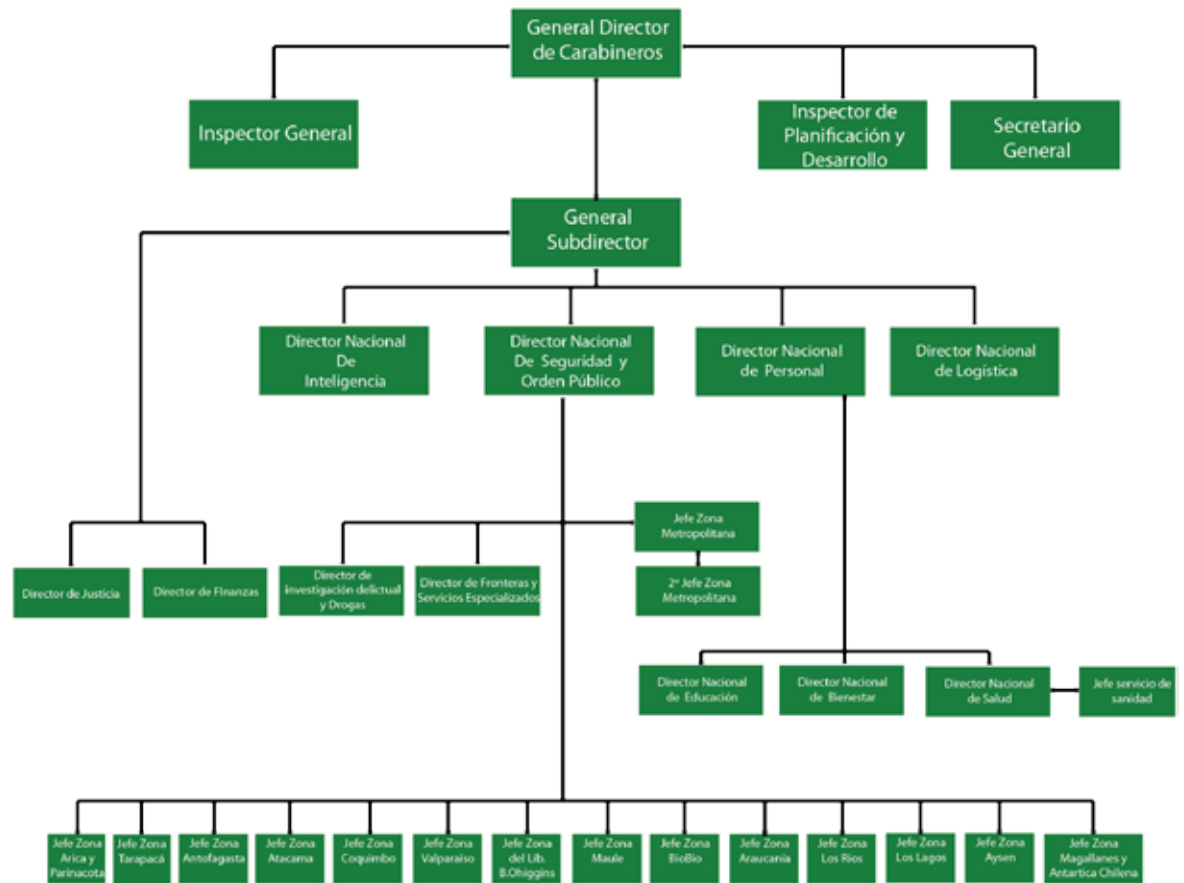 General Director
de Carabineros
Inspector General
Inspector de
Planificación y
Desarrollo
Secretario
General
General
Subdirector
Director Nacional
De
Inteligencia
Director Nacional
De Seguridad y
Orden Público
Director Nacional
de Personal
Director Nacional
de Logística
Jefe Zona
Metropolitana
Director de Justicia
Director de FInanzas
Director de
investigación delictual
y Drogas
Director de Fronteras y
Servicios Especializados
2º Jefe Zona
Metropolitana
Director Nacional
de Educación
Director Nacional
de Bienestar
Director Nacional
de Salud
Jefe servicio de
sanidad
Jefe Zona
Arica y
Parinacota
Jefe Zona
Tarapacá
Jefe Zona
Antofagasta
Jefe Zona
Atacama
Jefe Zona
Coquimbo
Jefe Zona
Valparaiso
Jefe Zona
del Lib.
B.Ohiggins
Jefe Zona
Maule
Jefe Zona
BioBio
Jefe Zona
Araucanía
Jefe Zona
Los Rios
Jefe Zona
Los Lagos
Jefe Zona
Aysen
Jefe Zona
Magallanes y
Antartica Chilena